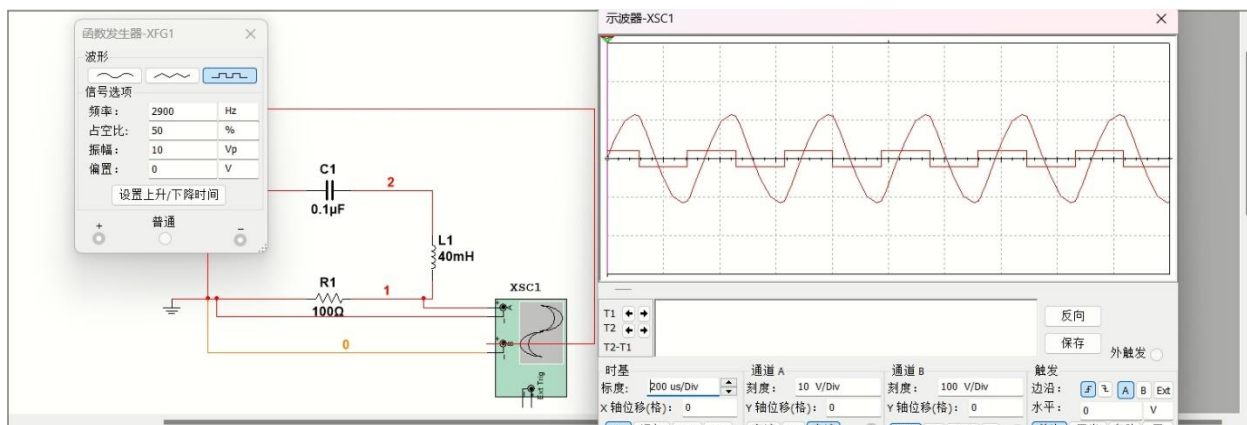 函数发生器-XFG1
波形
信号选项
频率： 2900 Hz
占空比： 50 %
振幅： 10 Vp
偏置： 0 V
设置上升/下降时间
+ 普通 −
C1
0.1µF
2
L1
40mH
R1
100Ω
1
0
XSC1
A
B
Ext Trig
示波器-XSC1
T1
T2
T2-T1
反向
保存
外触发
时基
标度： 200 us/Div
X 轴位移(格)： 0
通道 A
刻度： 10 V/Div
Y 轴位移(格)： 0
通道 B
刻度： 100 V/Div
Y 轴位移(格)： 0
触发
边沿： A B Ext
水平： 0 V